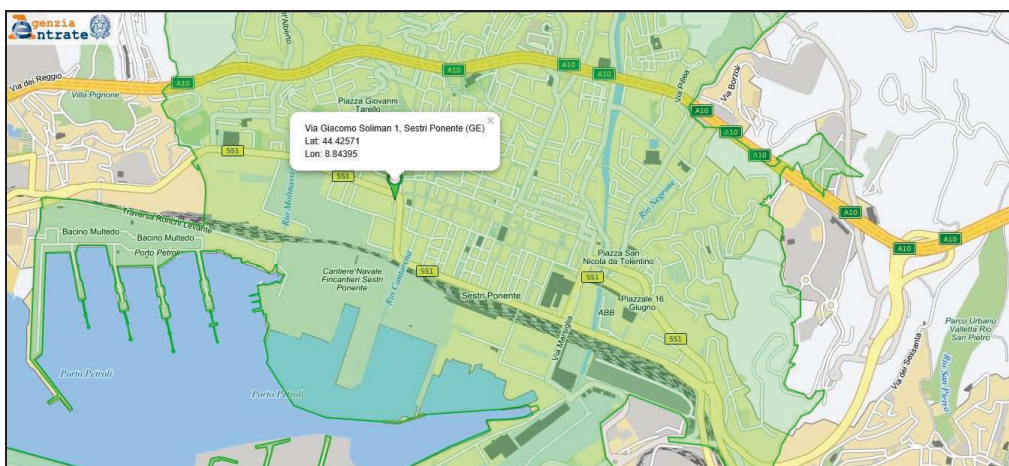 Agenzia
Entrate
Via dei Reggio
Villa Pignone
A10
Piazza Giovanni
Tarello
A10
A10
A10
Via Pillea
Via Borzoli
A10
A10
A10
A10
A10
A10
Via Giacomo Soliman 1, Sestri Ponente (GE)
Lat: 44.42571
Lon: 8.84395
SS1
SS1
Rio Molinassi
Rio Negrone
Traversa Ronchi Levante
Bacino Multedo
Bacino Multedo
Porto Petroli
Cantiere Navale
Fincantieri Sestri
Ponente
Rio Cantarena
SS1
Sestri Ponente
Piazza San
Nicola da Tolentino
SS1
Piazzale 16
Giugno
ABB
SS1
Via Marsiglia
Porto Petroli
Porto Petroli
Via dei Sessanta
Parco Urbano
Valletta Rio
San Pietro
Rio San Pietro